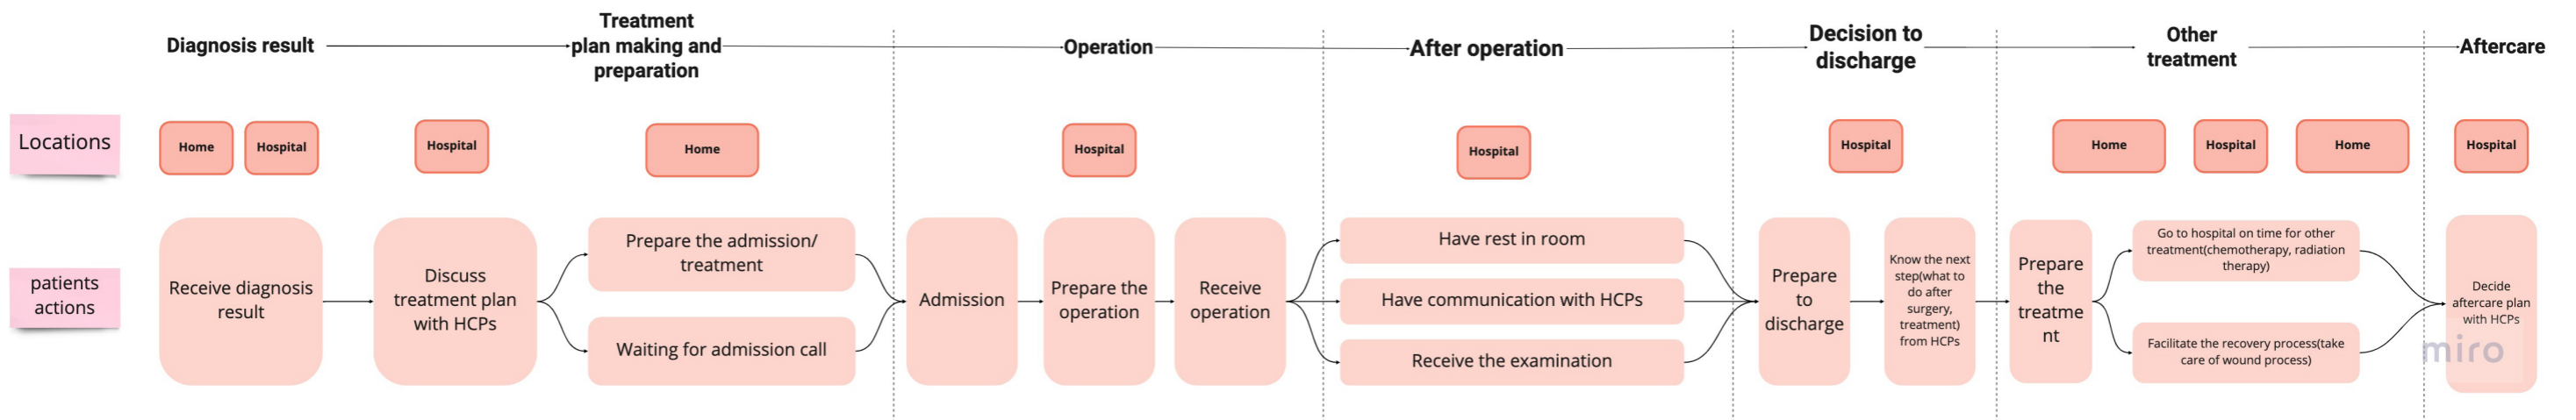 Diagnosis result
Treatment
plan making and
preparation
Operation
After operation
Decision to
discharge
Other
treatment
Aftercare
Locations
Home
Hospital
Hospital
Home
Hospital
Hospital
Hospital
Home
Hospital
Home
Hospital
patients
actions
Receive diagnosis
result
Discuss
treatment plan
with HCPs
Prepare the admission/
treatment
Waiting for admission call
Admission
Prepare the
operation
Receive
operation
Have rest in room
Have communication with HCPs
Receive the examination
Prepare
to
discharge
Know the next
step(what to
do after
surgery,
treatment)
from HCPs
Prepare
the
treatme
nt
Go to hospital on time for other
treatment(chemotherapy, radiation
therapy)
Facilitate the recovery process(take
care of wound process)
Decide
aftercare plan
with HCPs
miro